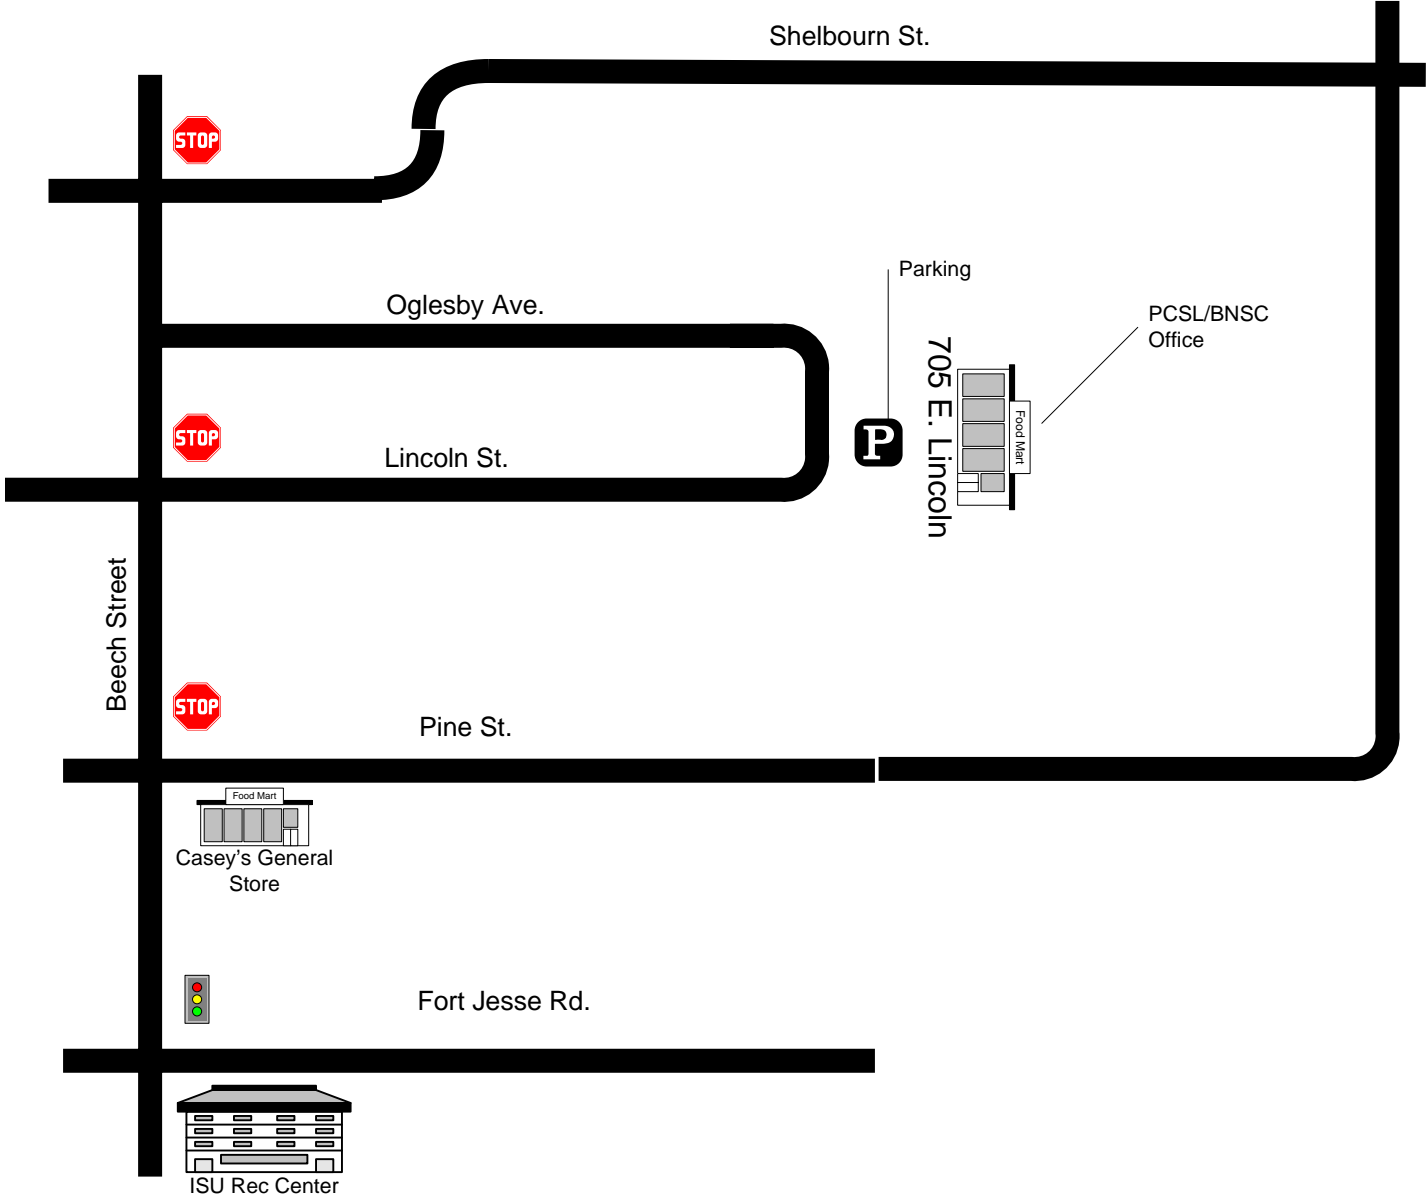 Shelbourn St.
STOP
Parking
Oglesby Ave.
PCSL/BNSC
Office
705 E. Lincoln
Food Mart
STOP
P
Lincoln St.
Beech Street
STOP
Pine St.
Food Mart
Casey's General
Store
Fort Jesse Rd.
ISU Rec Center